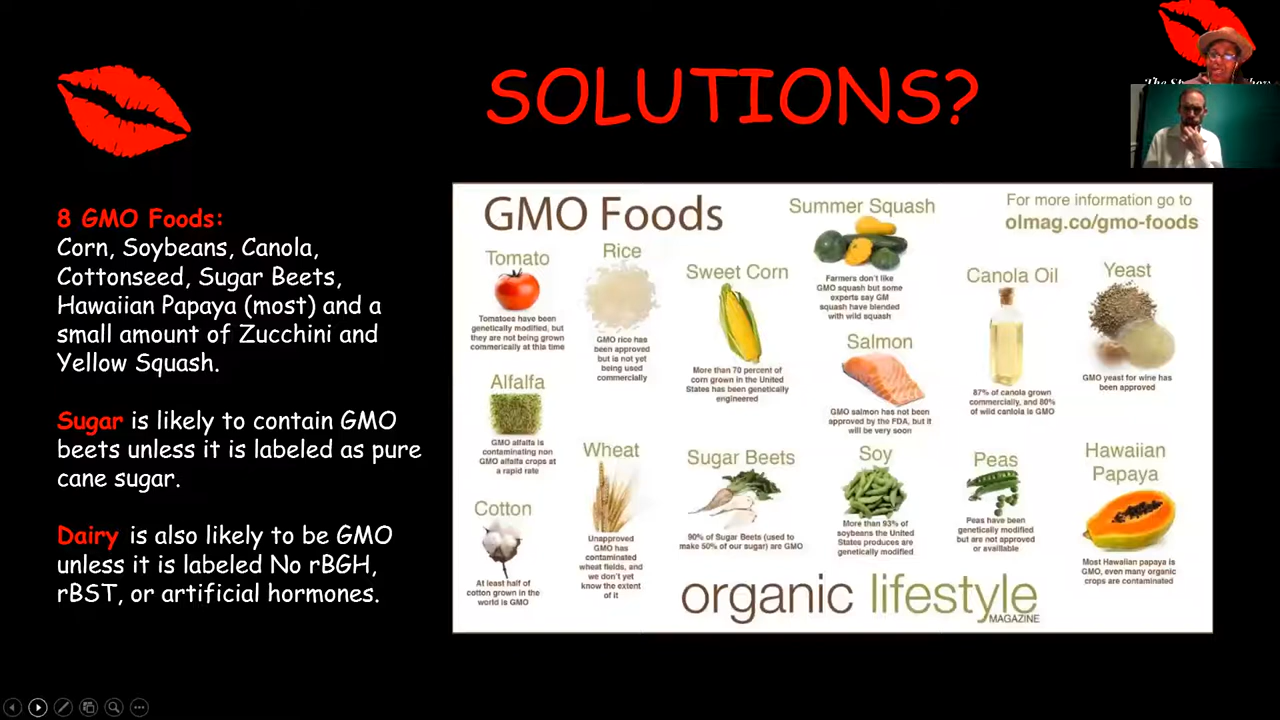 SOLUTIONS?
8 GMO Foods:
Corn, Soybeans, Canola,
Cottonseed, Sugar Beets,
Hawaiian Papaya (most) and a
small amount of Zucchini and
Yellow Squash.
Sugar is likely to contain GMO
beets unless it is labeled as pure
cane sugar.
Dairy is also likely to be GMO
unless it is labeled No rBGH,
rBST, or artificial hormones.
GMO Foods
For more information go to
olmag.co/gmo-foods
Tomato
Tomatoes have been
genetically modified, but
they are not being grown
commerically at this time
Rice
GMO rice has
been approved
but is not yet
being used
commercially
Sweet Corn
More than 70 percent of
corn grown in the United
States has been genetically
engineered
Summer Squash
Farmers don't like
GMO squash but some
experts say GM
squash have blended
with wild squash
Canola Oil
87% of canola grown
commercially, and 80%
of wild canlola is GMO
Yeast
GMO yeast for wine has
been approved
Alfalfa
GMO alfalfa is
contaminating non
GMO alfalfa crops at
a rapid rate
Salmon
GMO salmon has not been
approved by the FDA, but it
will be very soon
Wheat
Unapproved
GMO has
contaminated
wheat fields, and
we don't yet
know the extent
of it
Sugar Beets
90% of Sugar Beets (used to
make 50% of our sugar) are GMO
Soy
More than 93% of
soybeans the United
States produces are
genetically modified
Peas
Peas have been
genetically modified
but are not approved
or available
Hawaiian
Papaya
Most Hawaiian papaya is
GMO, even many organic
crops are contaminated
Cotton
At least half of
cotton grown in the
world is GMO
organic lifestyle
MAGAZINE